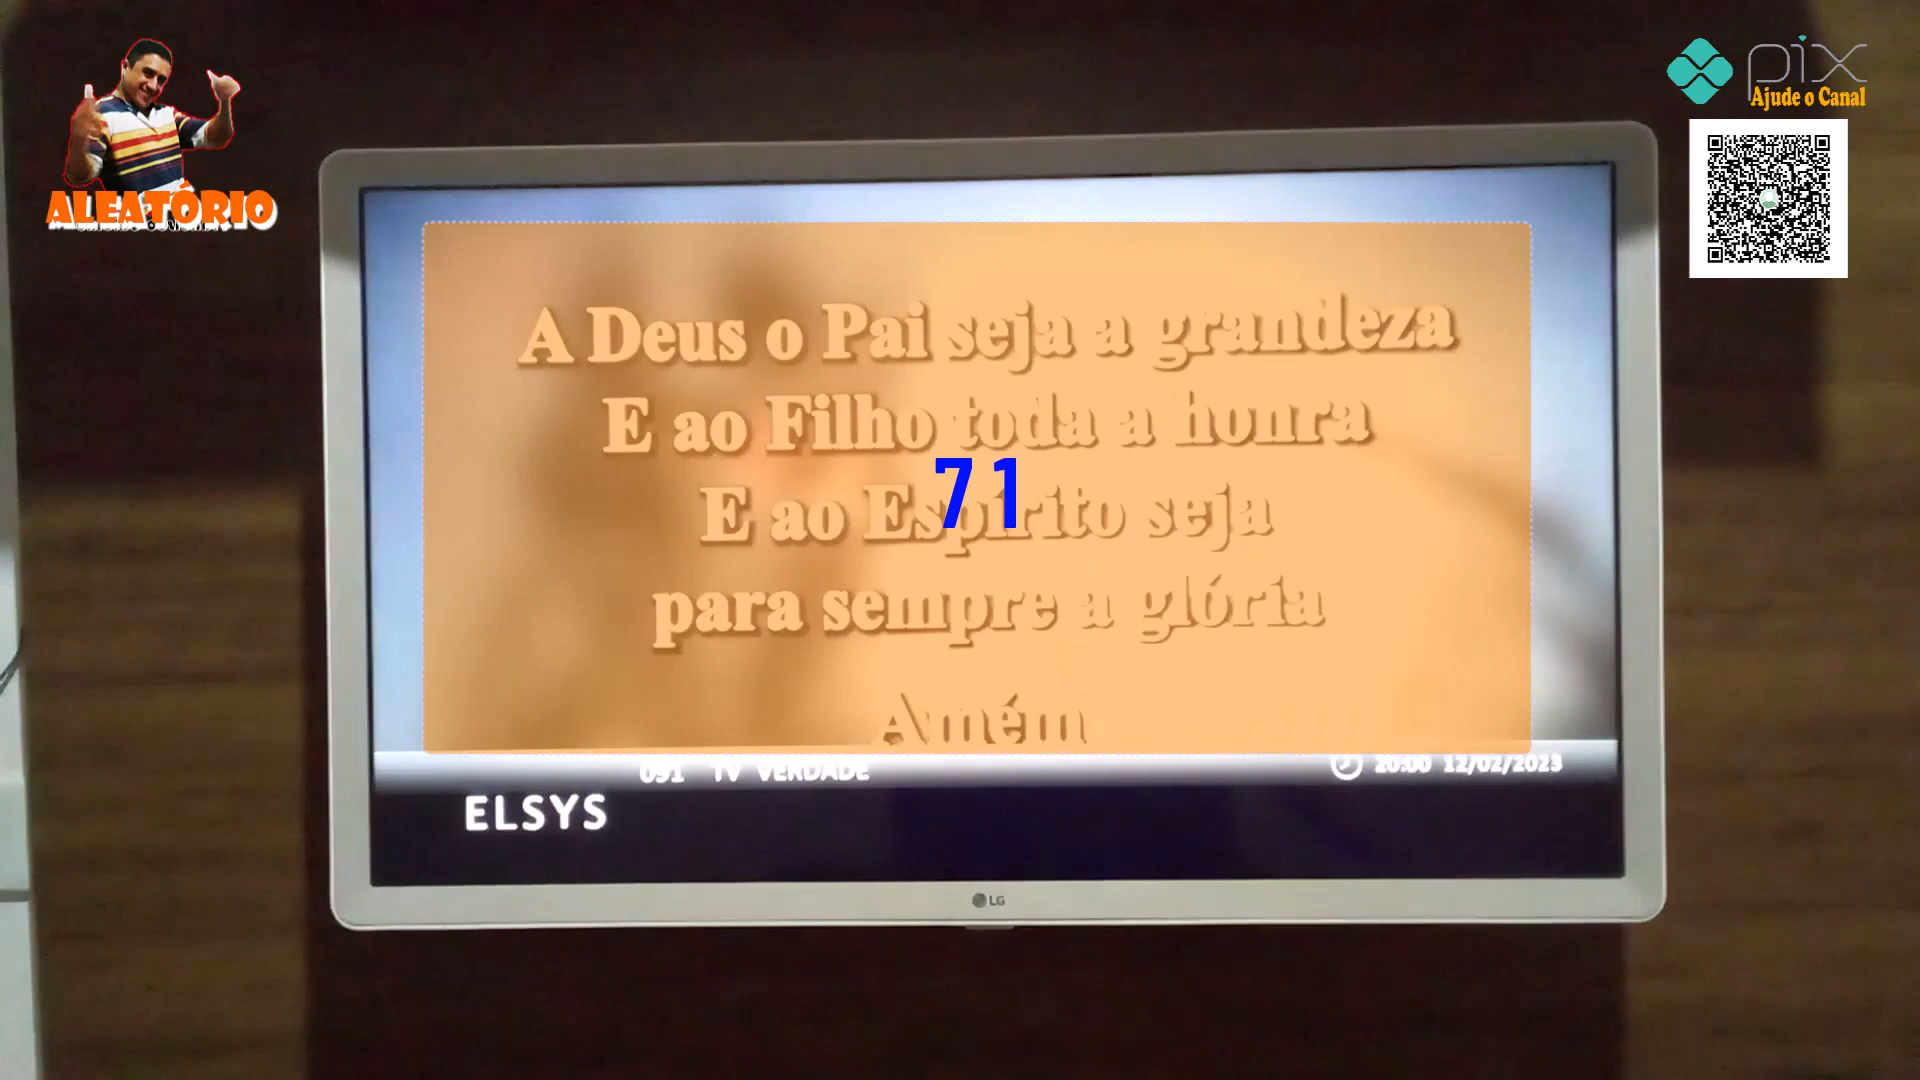 pix
Ajude o Canal
ALEATÓRIO
A Deus o Pai seja a grandeza
E ao Filho toda a honra
71
E ao Espírito seja
para sempre a glória
Amém
091 TV VERDADE
20:00 12/02/2023
ELSYS
LG